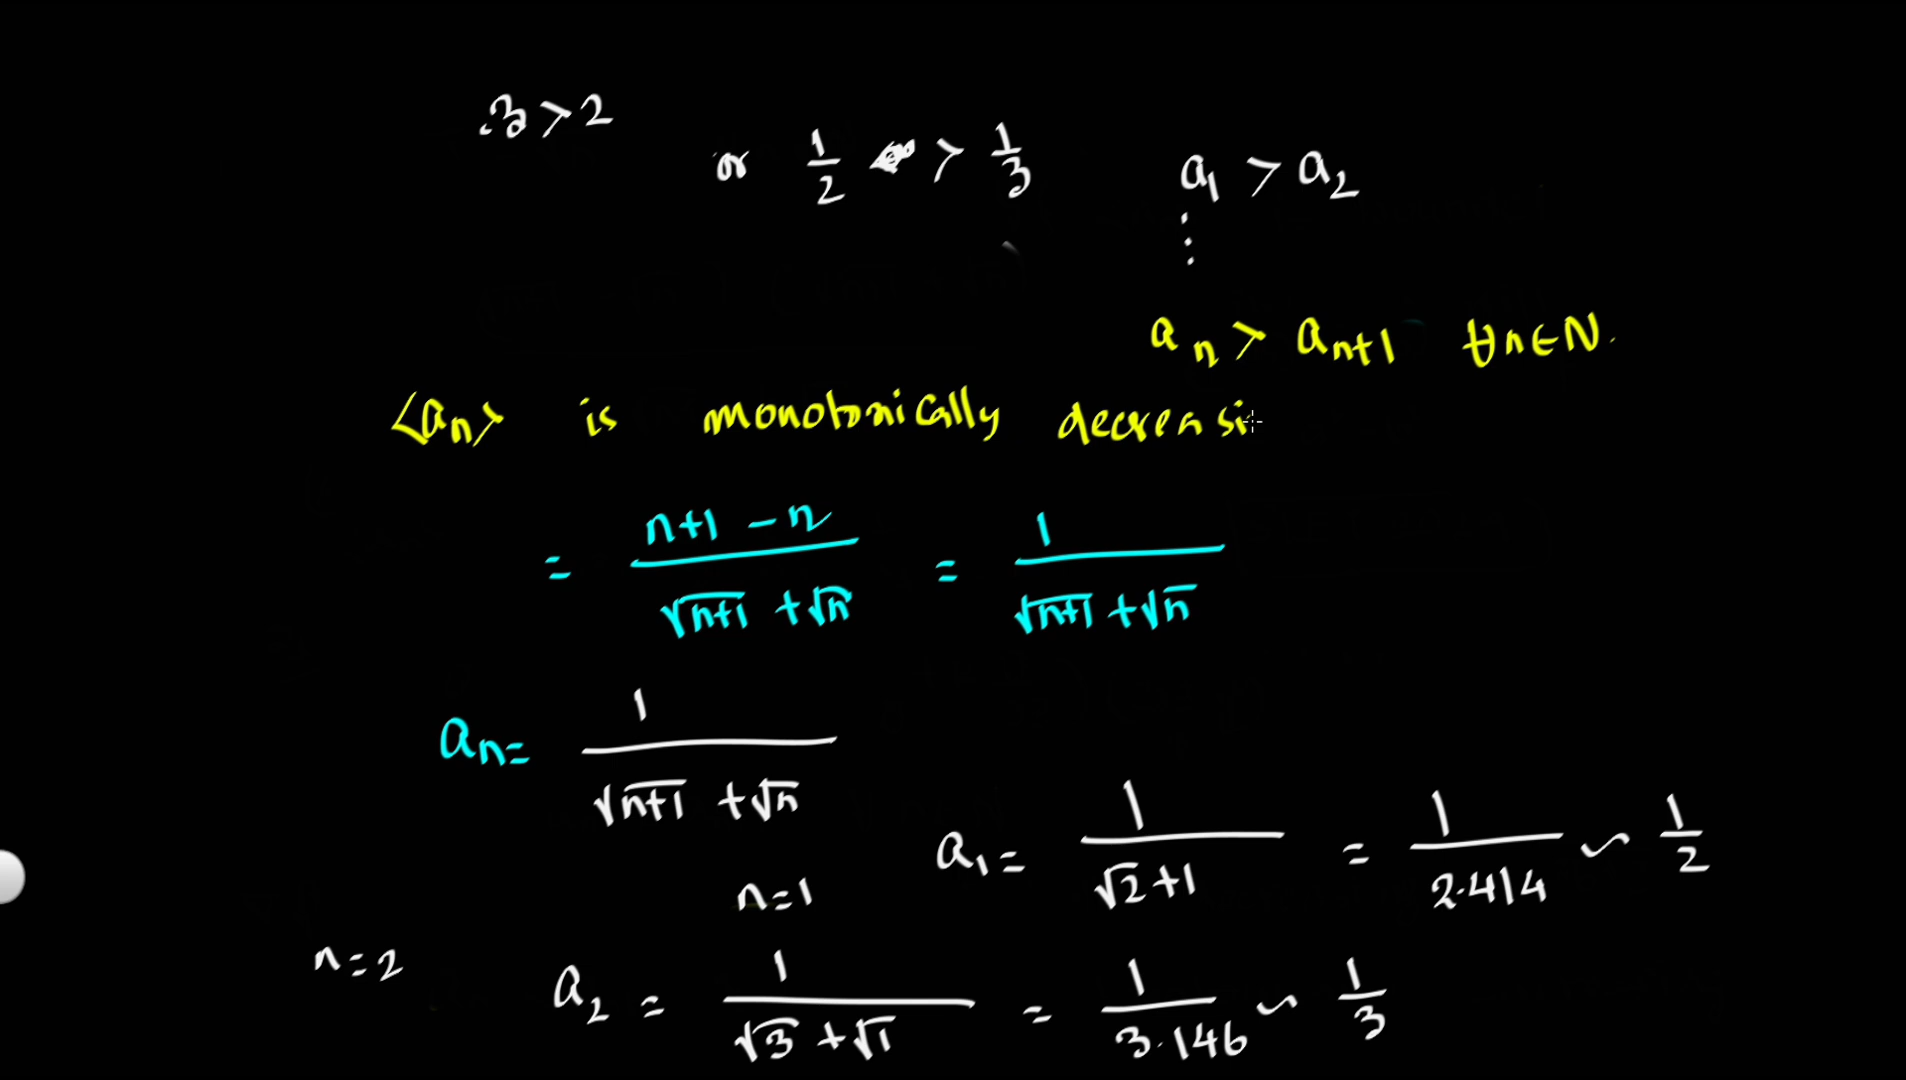 3 > 2
or 1/2 > 1/3 a₁ > a₂
⋮
aₙ > aₙ₊₁ ∀n∈N.
<aₙ> is monotonically decreasi
= (n+1 - n)/(√(n+1) + √n) = 1/(√(n+1) + √n)
aₙ = 1/(√(n+1) + √n)
n=1 a₁ = 1/(√2+1) = 1/2.414 ~ 1/2
n=2 a₂ = 1/(√3 + √1) = 1/3.146 ~ 1/3